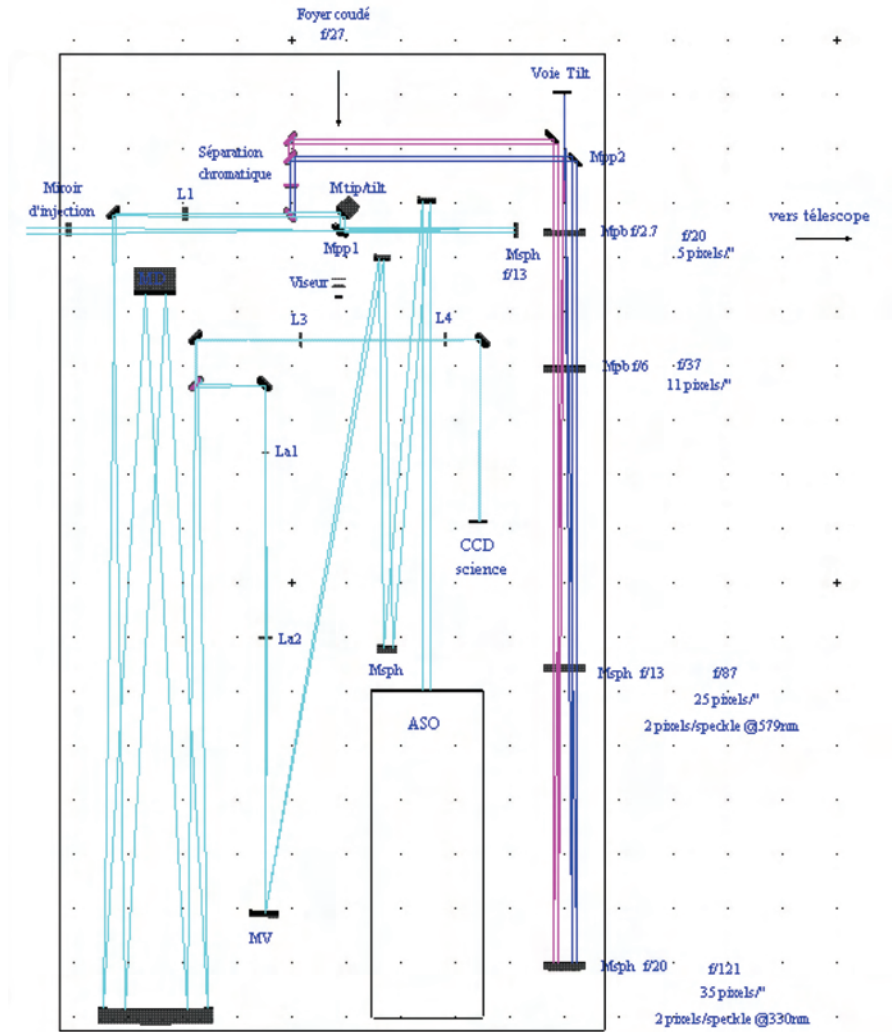 Foyer coudé
f/27
Voie Tilt
Séparation
chromatique
Mtip/tilt
Mpp2
Miroir
d'injection
L1
vers télescope
Mpp1
Msph
f/13
Mpb f/2.7
f/20
5 pixels/"
Viseur
L3
L4
Mpb f/6
f/37
11 pixels/"
La1
CCD
science
La2
Msph
Msph f/13
f/87
25 pixels/"
2 pixels/speckle @579nm
ASO
MV
Msph f/20
f/121
35 pixels/"
2 pixels/speckle @330nm